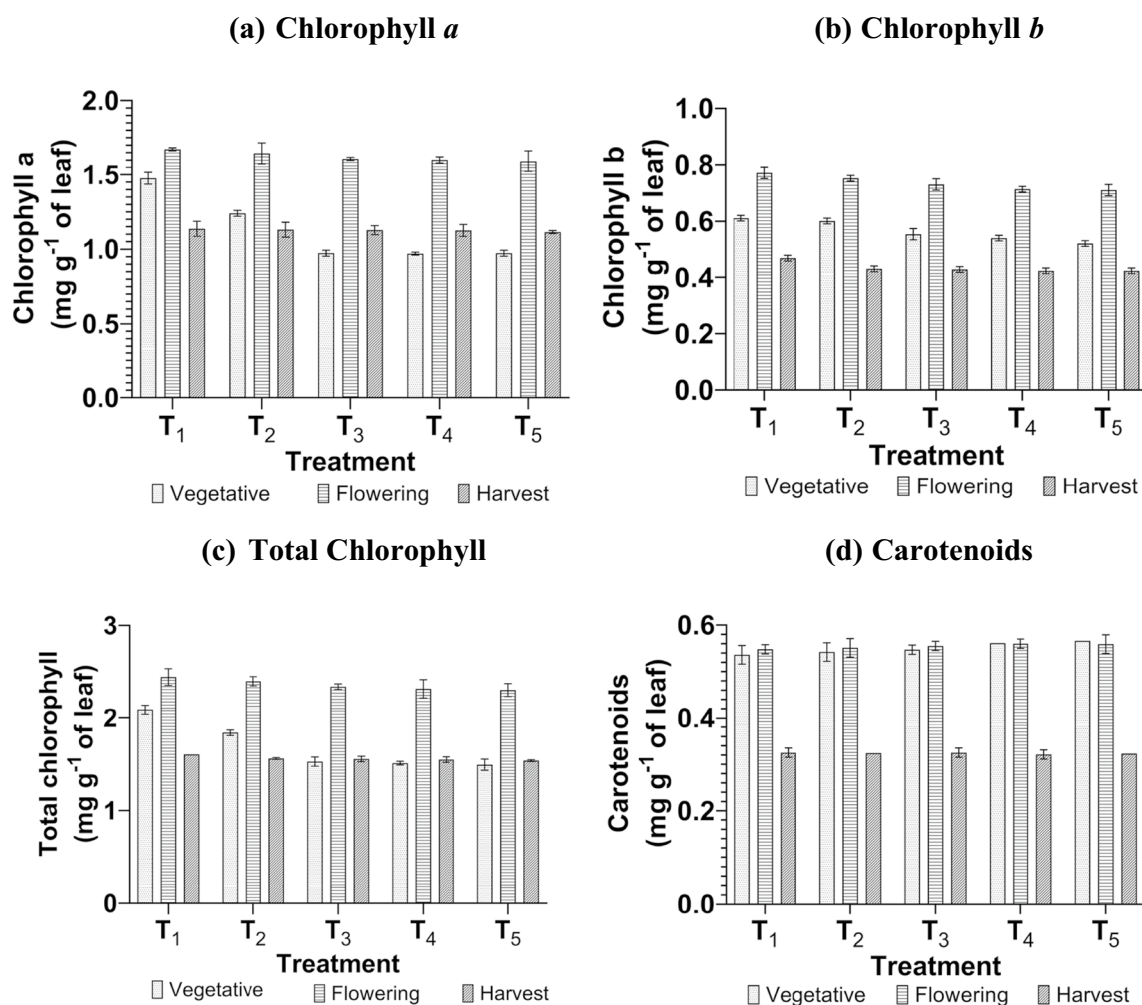 (a) Chlorophyll a
Chlorophyll a
(mg g⁻¹ of leaf)
2.0
1.5
1.0
0.5
0.0
T₁ T₂ T₃ T₄ T₅
Treatment
Vegetative Flowering Harvest
(b) Chlorophyll b
Chlorophyll b
(mg g⁻¹ of leaf)
1.0
0.8
0.6
0.4
0.2
0.0
T₁ T₂ T₃ T₄ T₅
Treatment
Vegetative Flowering Harvest
(c) Total Chlorophyll
Total chlorophyll
(mg g⁻¹ of leaf)
3
2
1
0
T₁ T₂ T₃ T₄ T₅
Treatment
Vegetative Flowering Harvest
(d) Carotenoids
Carotenoids
(mg g⁻¹ of leaf)
0.6
0.4
0.2
0.0
T₁ T₂ T₃ T₄ T₅
Treatment
Vegetative Flowering Harvest